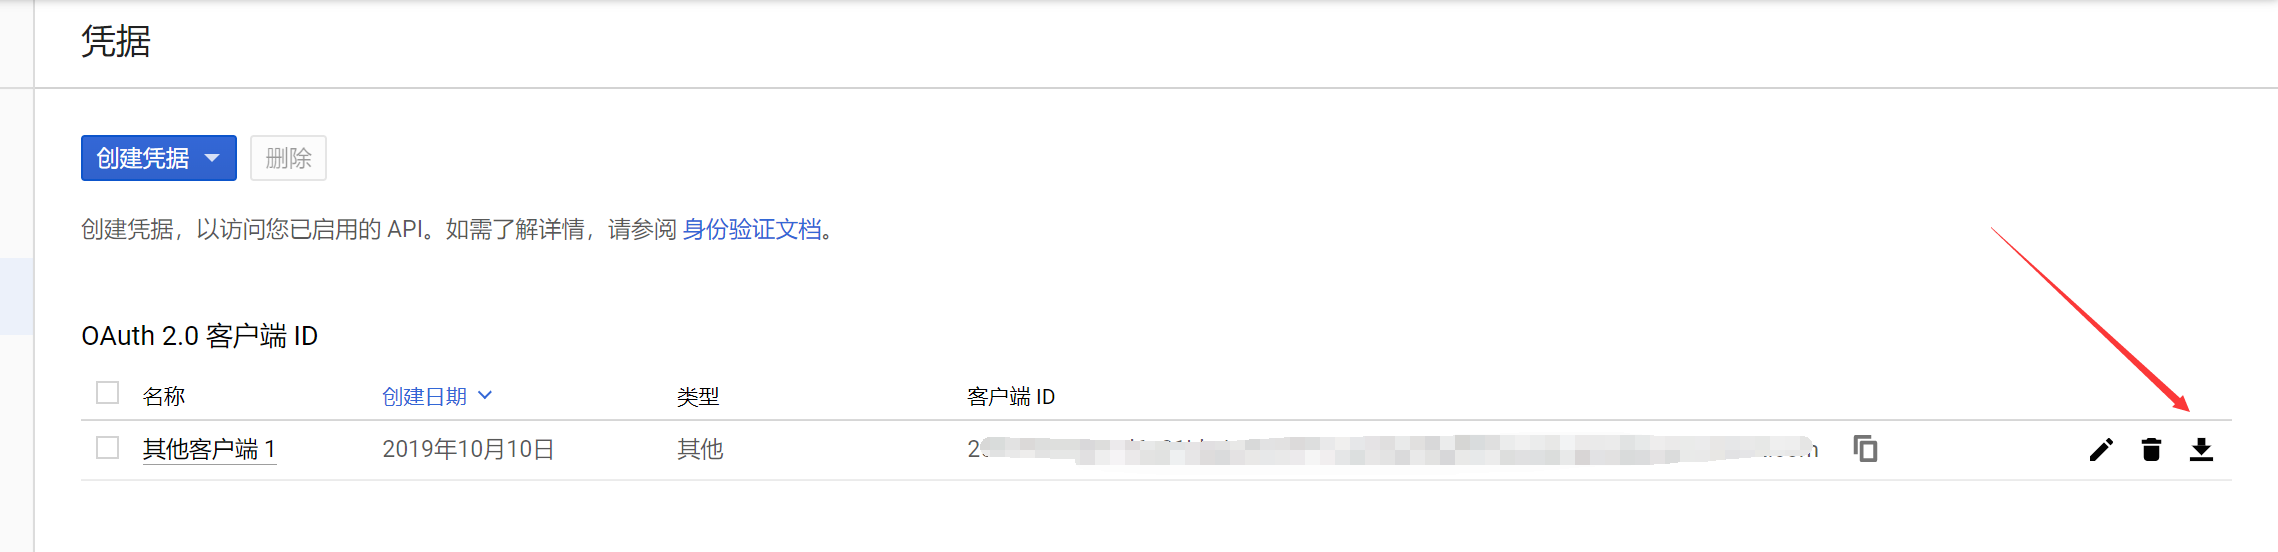 凭据
创建凭据 删除
创建凭据，以访问您已启用的 API。如需了解详情，请参阅 身份验证文档。
OAuth 2.0 客户端 ID
名称 创建日期 类型 客户端 ID
其他客户端 1 2019年10月10日 其他